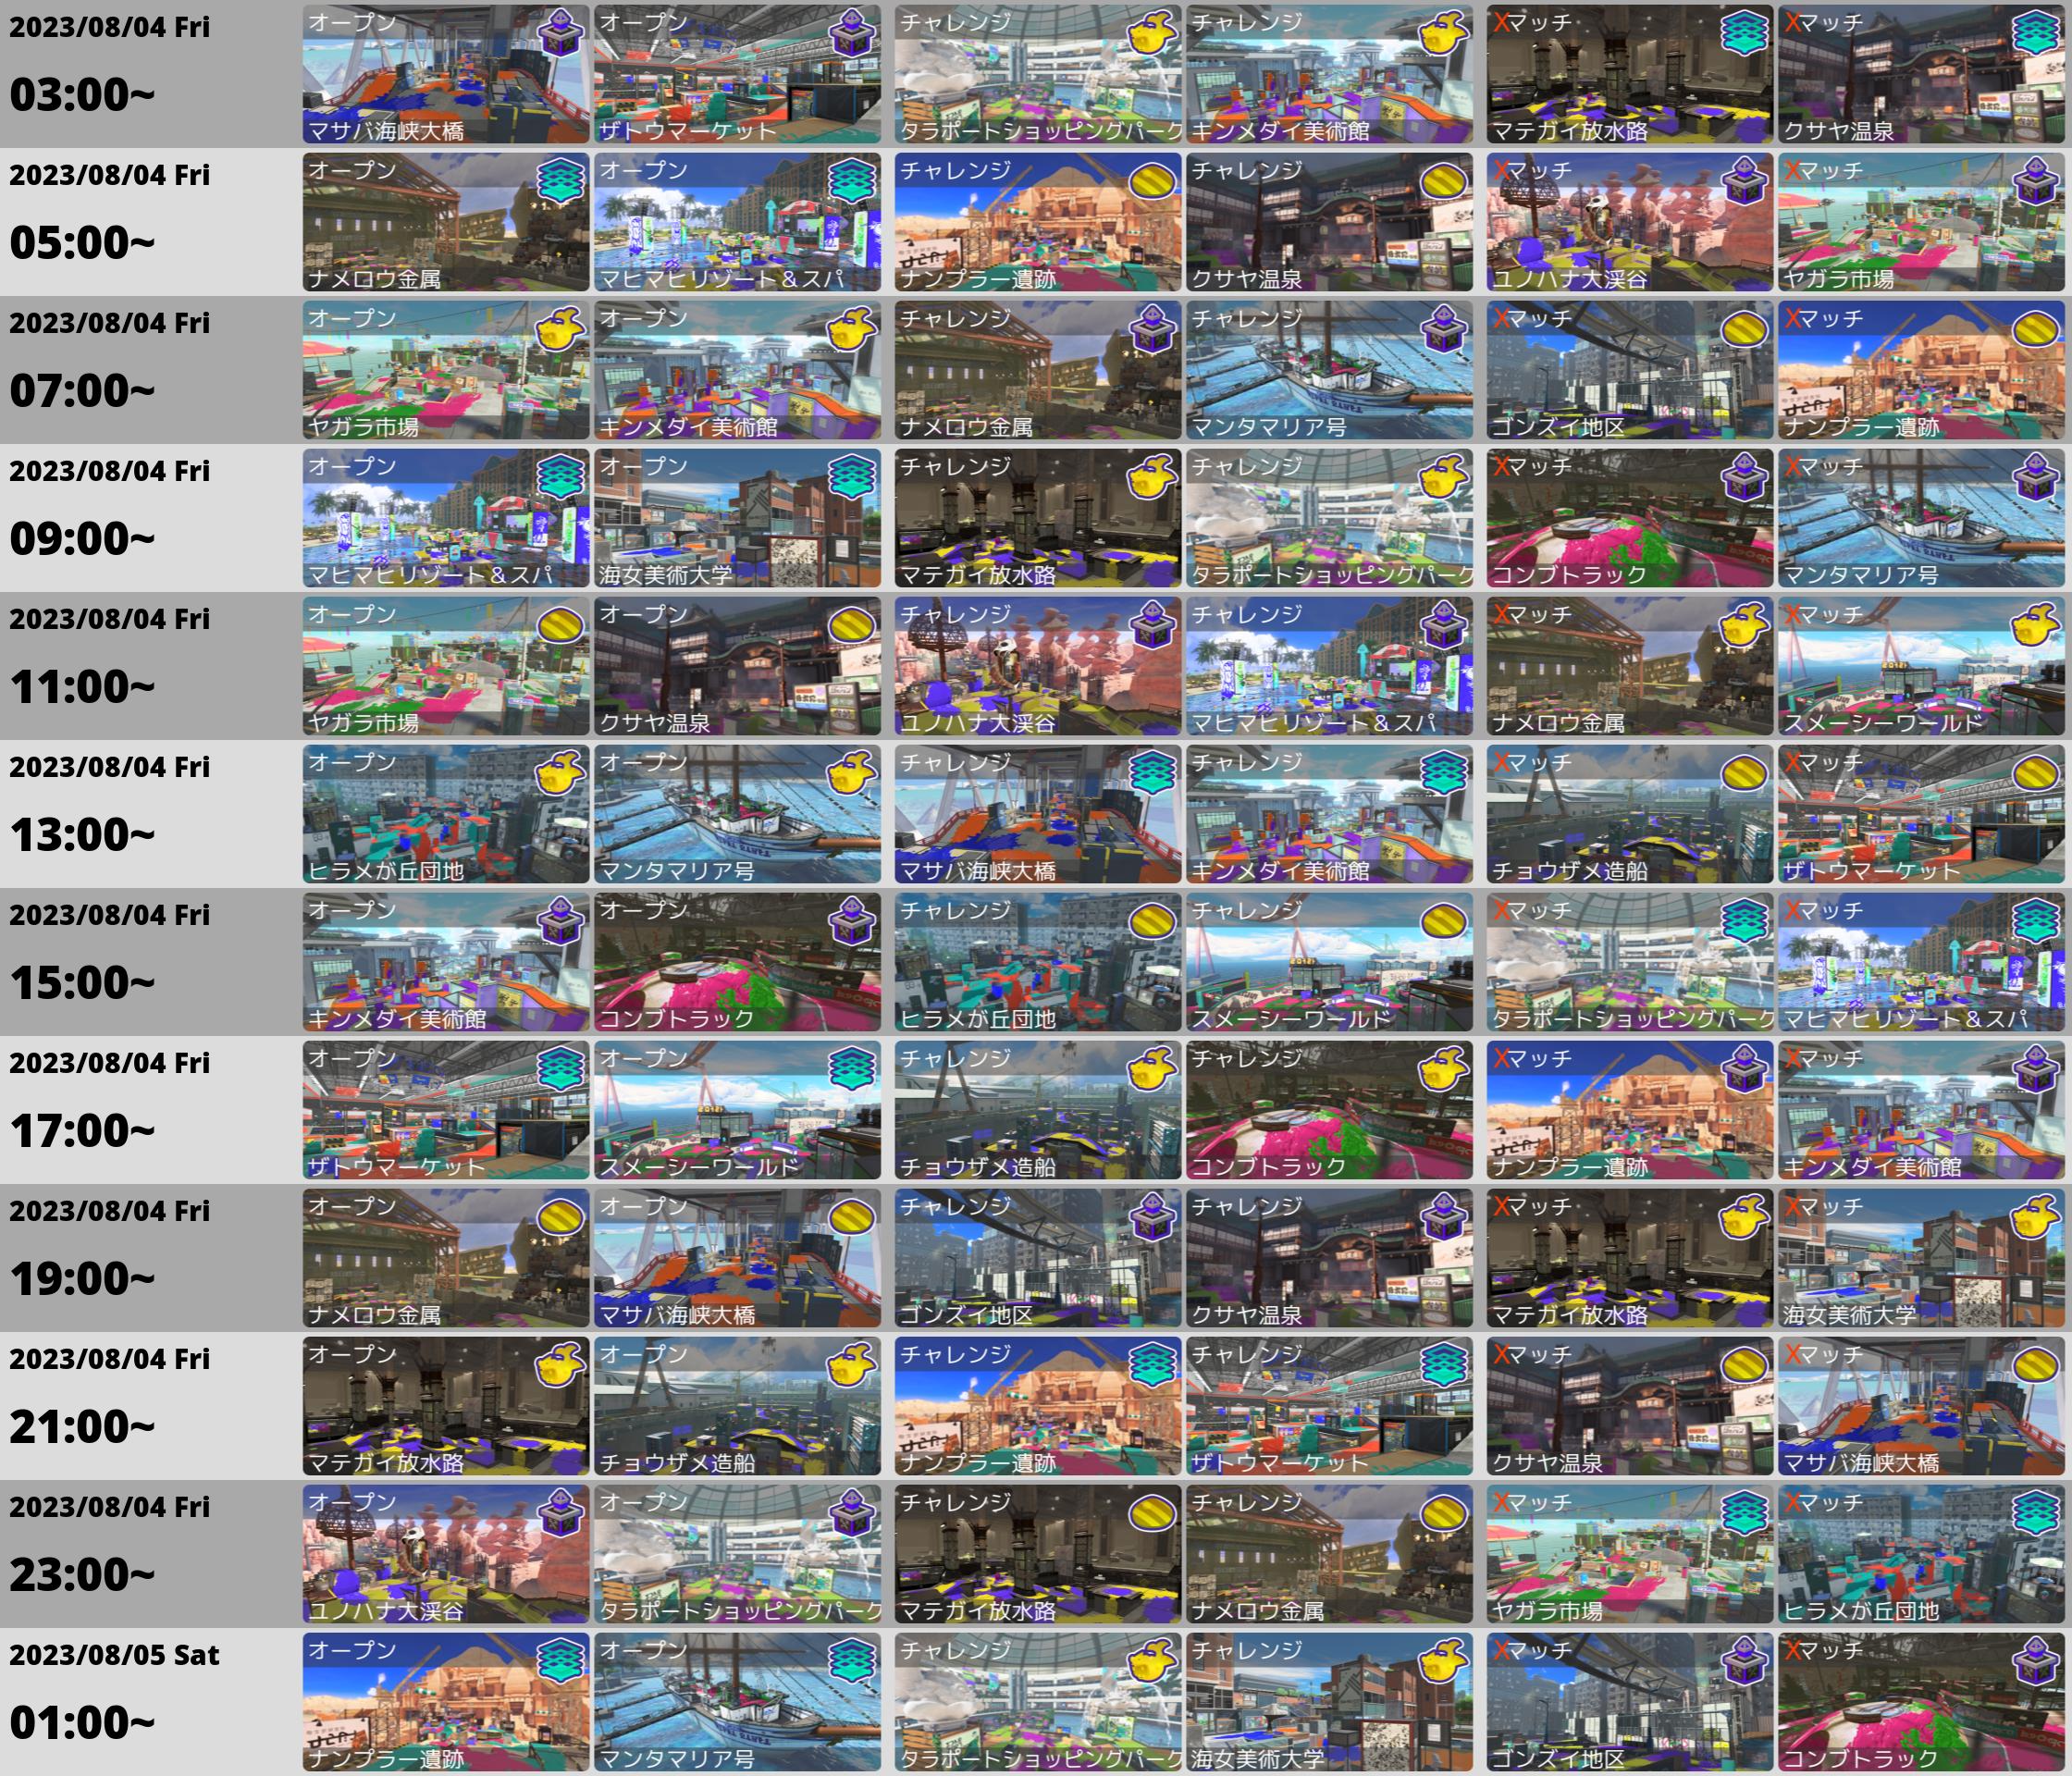 2023/08/04 Fri
03:00~
オープン オープン チャレンジ チャレンジ Xマッチ Xマッチ
マサバ海峡大橋 ザトウマーケット タラポートショッピングパーク キンメダイ美術館 マテガイ放水路 クサヤ温泉
2023/08/04 Fri
05:00~
オープン オープン チャレンジ チャレンジ Xマッチ Xマッチ
ナメロウ金属 マヒマヒリゾート&スパ ナンプラー遺跡 クサヤ温泉 ユノハナ大渓谷 ヤガラ市場
2023/08/04 Fri
07:00~
オープン オープン チャレンジ チャレンジ Xマッチ Xマッチ
ヤガラ市場 キンメダイ美術館 ナメロウ金属 マンタマリア号 ゴンズイ地区 ナンプラー遺跡
2023/08/04 Fri
09:00~
オープン オープン チャレンジ チャレンジ Xマッチ Xマッチ
マヒマヒリゾート&スパ 海女美術大学 マテガイ放水路 タラポートショッピングパーク コンブトラック マンタマリア号
2023/08/04 Fri
11:00~
オープン オープン チャレンジ チャレンジ Xマッチ Xマッチ
ヤガラ市場 クサヤ温泉 ユノハナ大渓谷 マヒマヒリゾート&スパ ナメロウ金属 スメーシーワールド
2023/08/04 Fri
13:00~
オープン オープン チャレンジ チャレンジ Xマッチ Xマッチ
ヒラメが丘団地 マンタマリア号 マサバ海峡大橋 キンメダイ美術館 チョウザメ造船 ザトウマーケット
2023/08/04 Fri
15:00~
オープン オープン チャレンジ チャレンジ Xマッチ Xマッチ
キンメダイ美術館 コンブトラック ヒラメが丘団地 スメーシーワールド タラポートショッピングパーク マヒマヒリゾート&スパ
2023/08/04 Fri
17:00~
オープン オープン チャレンジ チャレンジ Xマッチ Xマッチ
ザトウマーケット スメーシーワールド チョウザメ造船 コンブトラック ナンプラー遺跡 キンメダイ美術館
2023/08/04 Fri
19:00~
オープン オープン チャレンジ チャレンジ Xマッチ Xマッチ
ナメロウ金属 マサバ海峡大橋 ゴンズイ地区 クサヤ温泉 マテガイ放水路 海女美術大学
2023/08/04 Fri
21:00~
オープン オープン チャレンジ チャレンジ Xマッチ Xマッチ
マテガイ放水路 チョウザメ造船 ナンプラー遺跡 ザトウマーケット クサヤ温泉 マサバ海峡大橋
2023/08/04 Fri
23:00~
オープン オープン チャレンジ チャレンジ Xマッチ Xマッチ
ユノハナ大渓谷 タラポートショッピングパーク マテガイ放水路 ナメロウ金属 ヤガラ市場 ヒラメが丘団地
2023/08/05 Sat
01:00~
オープン オープン チャレンジ チャレンジ Xマッチ Xマッチ
ナンプラー遺跡 マンタマリア号 タラポートショッピングパーク 海女美術大学 ゴンズイ地区 コンブトラック